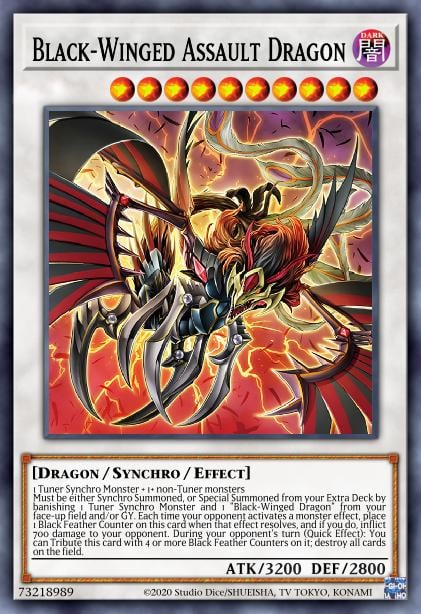 Black-Winged Assault Dragon
DARK
闇
[Dragon / Synchro / Effect]
1 Tuner Synchro Monster + 1+ non-Tuner monsters
Must be either Synchro Summoned, or Special Summoned from your Extra Deck by
banishing 1 Tuner Synchro Monster and 1 "Black-Winged Dragon" from your
face-up field and/or GY. Each time your opponent activates a monster effect, place
1 Black Feather Counter on this card when that effect resolves, and if you do, inflict
700 damage to your opponent. During your opponent's turn (Quick Effect): You
can Tribute this card with 4 or more Black Feather Counters on it; destroy all cards
on the field.
ATK/3200 DEF/2800
73218989
©2020 Studio Dice/SHUEISHA, TV TOKYO, KONAMI